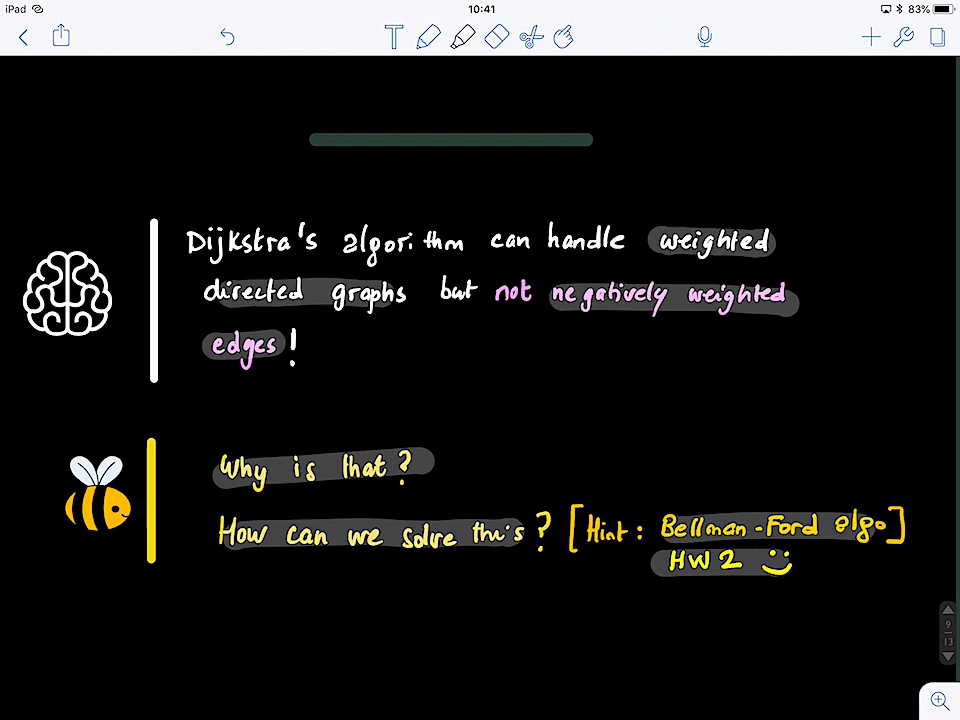 iPad
10:41
83%
T
Dijkstra's algorithm can handle weighted
directed graphs but not negatively weighted
edges!
Why is that?
How can we solve this? [Hint: Bellman-Ford algo]
HW 2
9
13